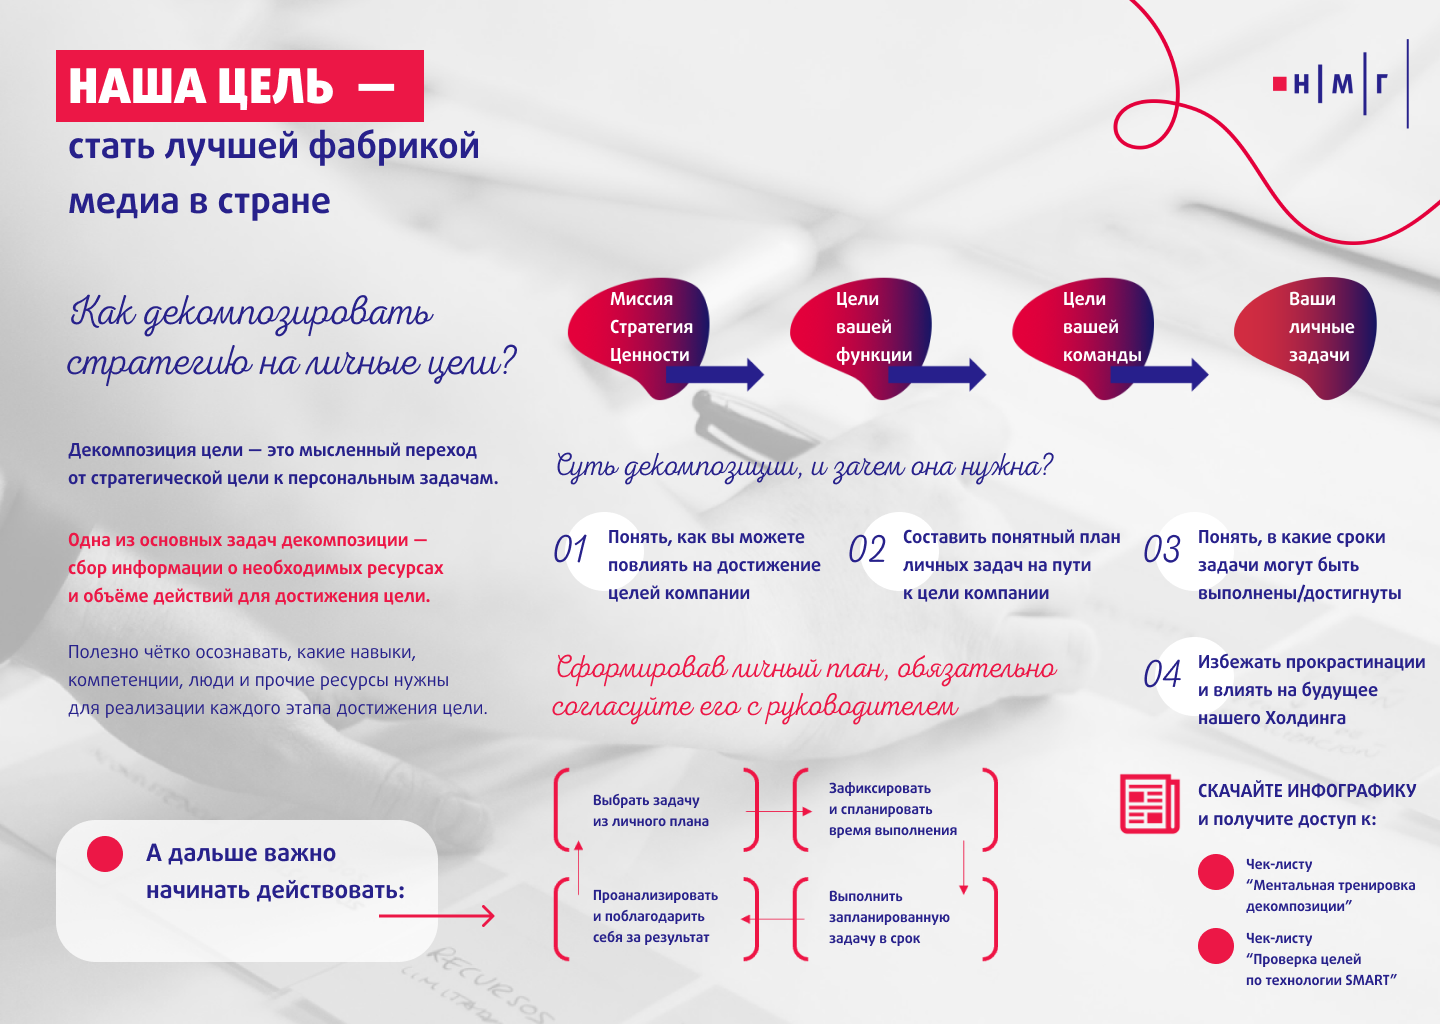 НАША ЦЕЛЬ —
стать лучшей фабрикой
медиа в стране
Н|М|Г|
Как декомпозировать
стратегию на личные цели?
Миссия
Стратегия
Ценности
Цели
вашей
функции
Цели
вашей
команды
Ваши
личные
задачи
Декомпозиция цели — это мысленный переход
от стратегической цели к персональным задачам.
Одна из основных задач декомпозиции —
сбор информации о необходимых ресурсах
и объёме действий для достижения цели.
Полезно чётко осознавать, какие навыки,
компетенции, люди и прочие ресурсы нужны
для реализации каждого этапа достижения цели.
Суть декомпозиции, и зачем она нужна?
01
Понять, как вы можете
повлиять на достижение
целей компании
02
Составить понятный план
личных задач на пути
к цели компании
03
Понять, в какие сроки
задачи могут быть
выполнены/достигнуты
04
Избежать прокрастинации
и влиять на будущее
нашего Холдинга
Сформировав личный план, обязательно
согласуйте его с руководителем
А дальше важно
начинать действовать:
Выбрать задачу
из личного плана
Зафиксировать
и спланировать
время выполнения
Проанализировать
и поблагодарить
себя за результат
Выполнить
запланированную
задачу в срок
СКАЧАЙТЕ ИНФОГРАФИКУ
и получите доступ к:
Чек-листу
“Ментальная тренировка
декомпозиции”
Чек-листу
“Проверка целей
по технологии SMART”
RECURSOS